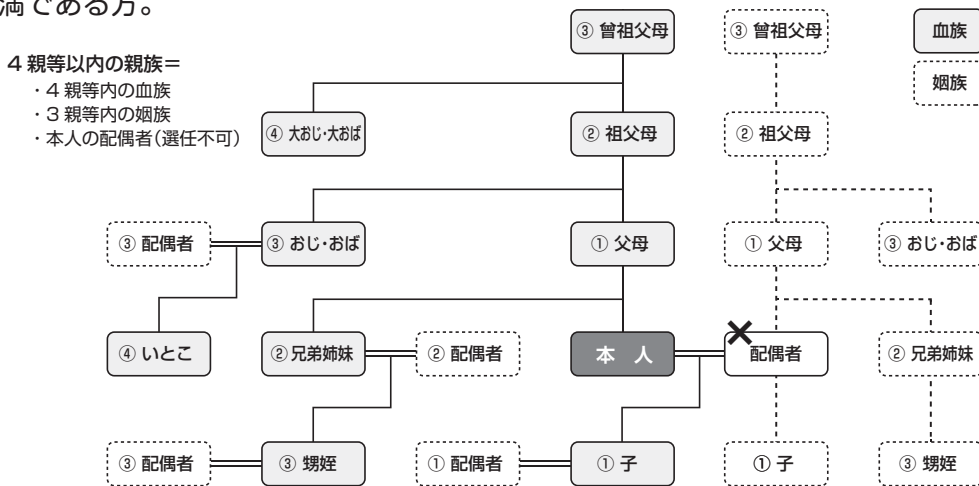 満である方。
4 親等以内の親族＝
・4 親等内の血族
・3 親等内の姻族
・本人の配偶者(選任不可)
③ 曾祖父母
③ 曾祖父母
血族
姻族
④ 大おじ・大おば
② 祖父母
② 祖父母
③ 配偶者
③ おじ・おば
① 父母
① 父母
③ おじ・おば
④ いとこ
② 兄弟姉妹
② 配偶者
本 人
配偶者
② 兄弟姉妹
③ 配偶者
③ 甥姪
① 配偶者
① 子
① 子
③ 甥姪